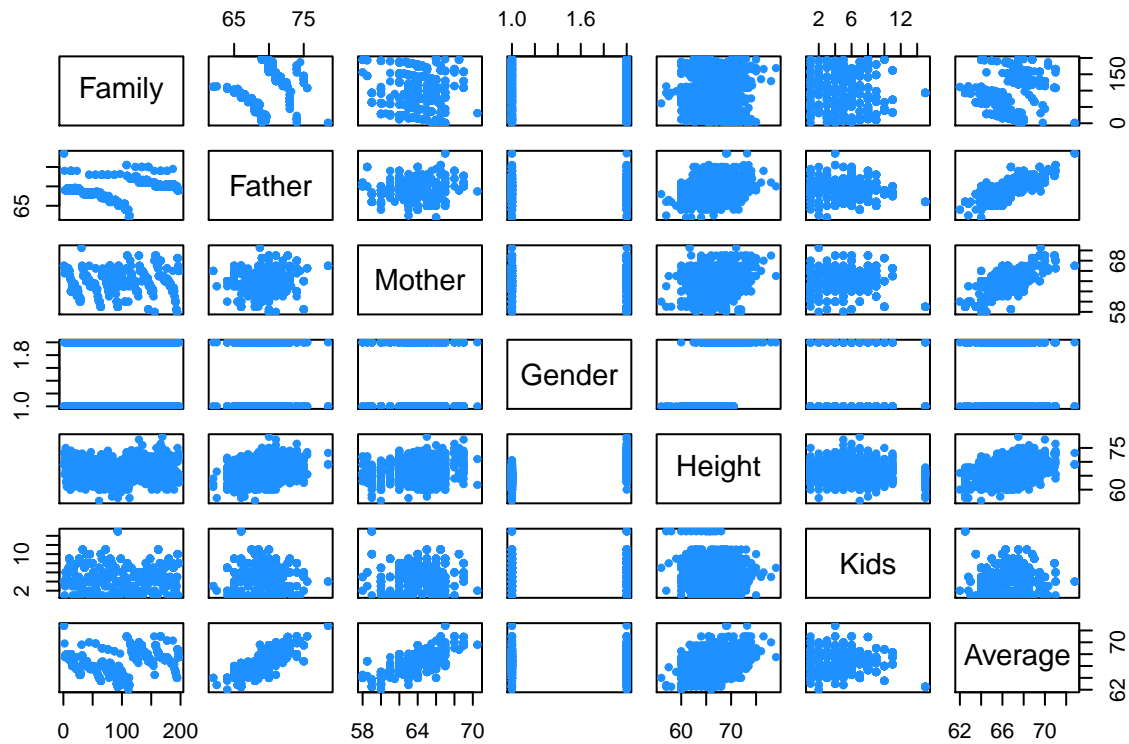 65 75 1.0 1.6 2 6 12
Family 0 150
65 Father
Mother 58 68
1.0 1.8 Gender
Height 60 75
2 10 Kids
Average 62 66 70
0 100 200 58 64 70 60 70 62 66 70